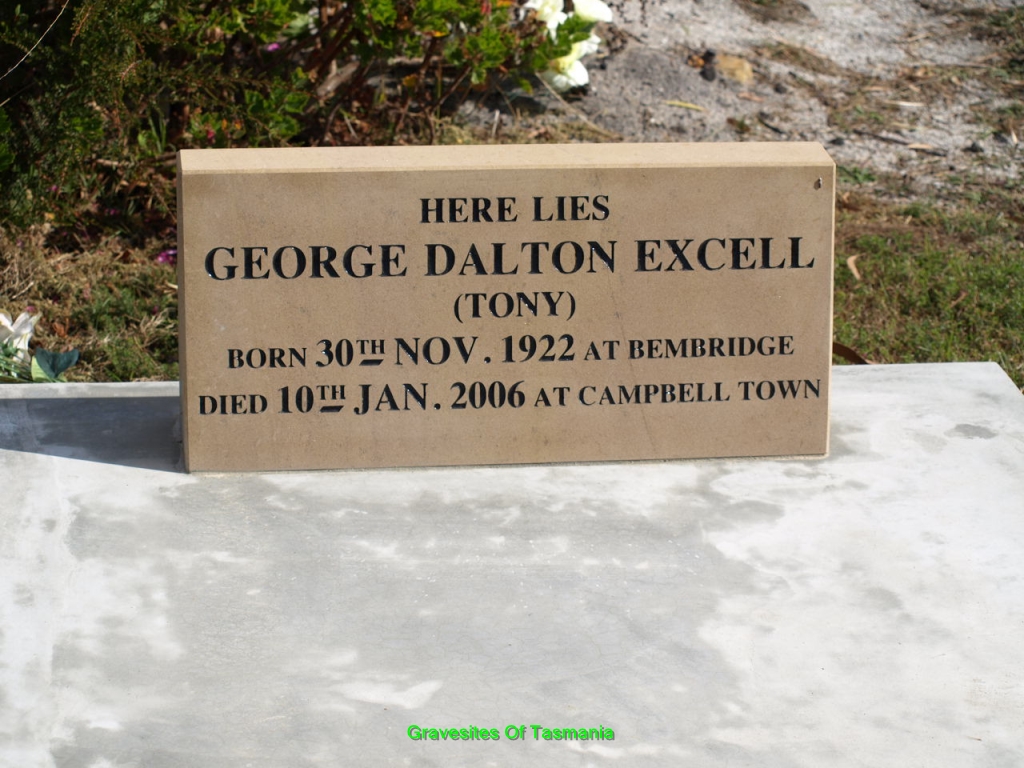 HERE LIES
GEORGE DALTON EXCELL
(TONY)
BORN 30TH NOV. 1922 AT BEMBRIDGE
DIED 10TH JAN. 2006 AT CAMPBELL TOWN
Gravesites Of Tasmania